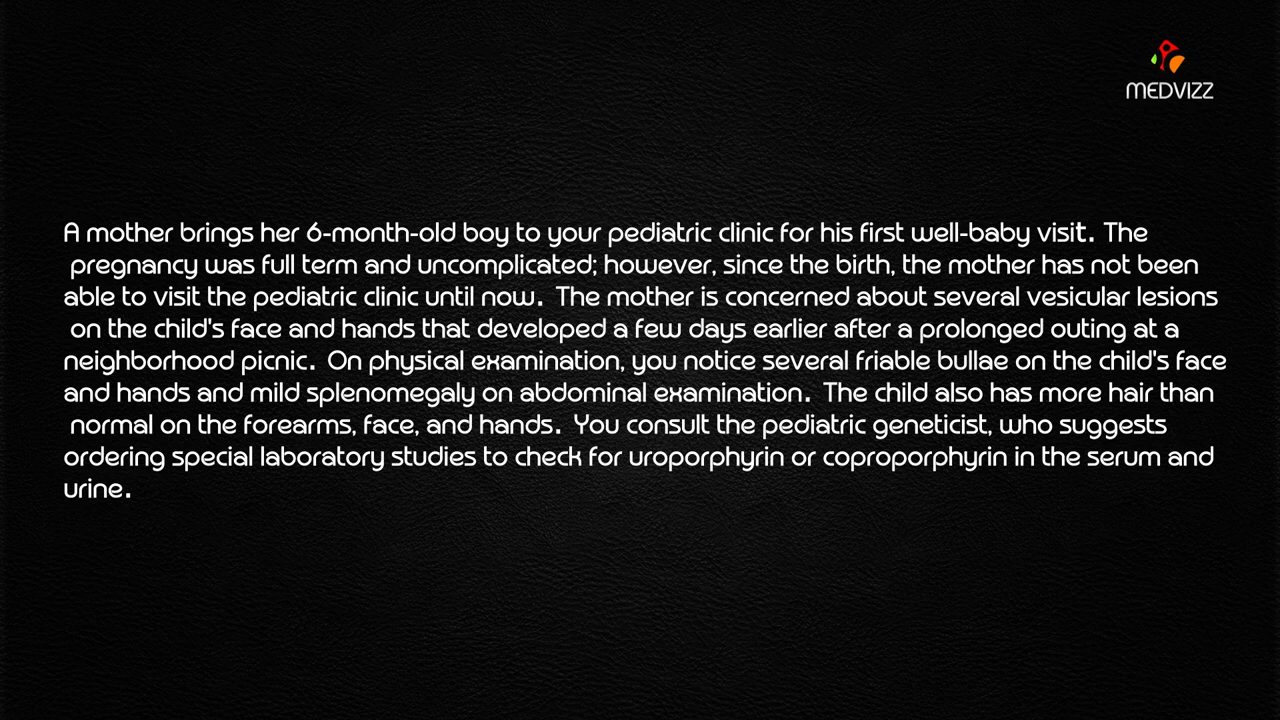 MEDVIZZ
A mother brings her 6-month-old boy to your pediatric clinic for his first well-baby visit. The
pregnancy was full term and uncomplicated; however, since the birth, the mother has not been
able to visit the pediatric clinic until now. The mother is concerned about several vesicular lesions
on the child's face and hands that developed a few days earlier after a prolonged outing at a
neighborhood picnic. On physical examination, you notice several friable bullae on the child's face
and hands and mild splenomegaly on abdominal examination. The child also has more hair than
normal on the forearms, face, and hands. You consult the pediatric geneticist, who suggests
ordering special laboratory studies to check for uroporphyrin or coproporphyrin in the serum and
urine.